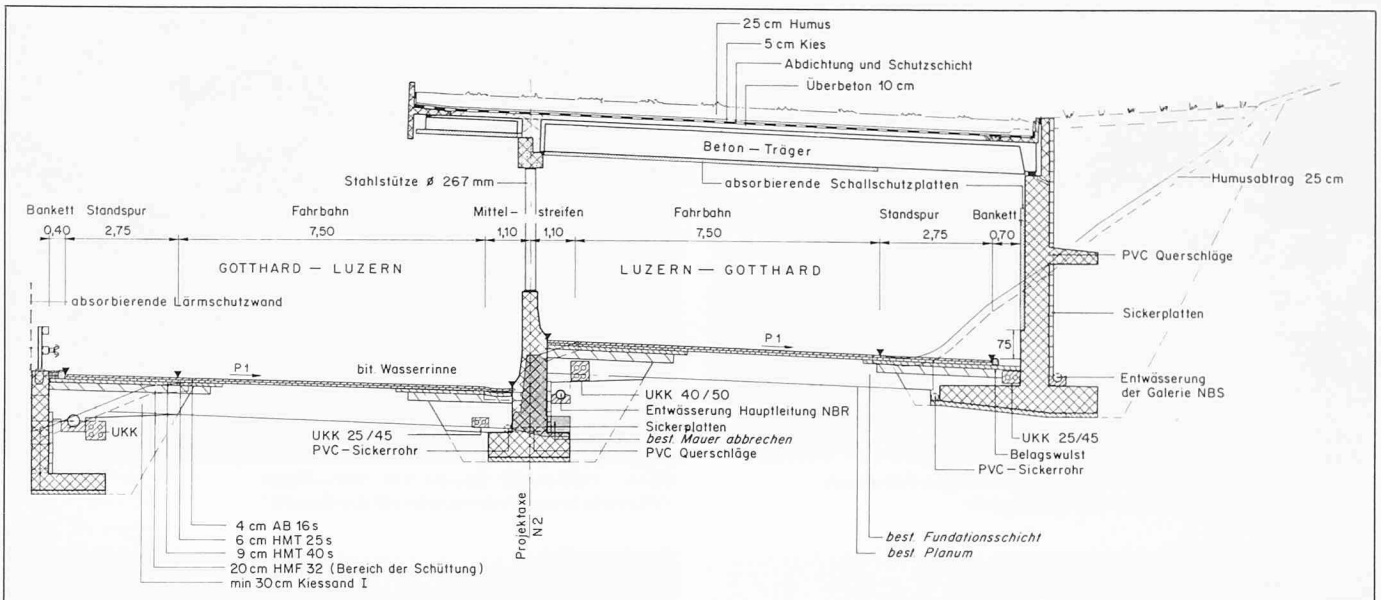 25 cm Humus
5 cm Kies
Abdichtung und Schutzschicht
Überbeton 10 cm
Beton – Träger
Stahlstütze ø 267 mm
absorbierende Schallschutzplatten
Humusabtrag 25 cm
Bankett Standspur Fahrbahn Mittel- streifen Fahrbahn Standspur Bankett
0,40 2,75 7,50 1,10 1,10 7,50 2,75 0,70
GOTTHARD – LUZERN
LUZERN – GOTTHARD
PVC Querschläge
absorbierende Lärmschutzwand
Sickerplatten
75
P1
P1
bit. Wasserrinne
UKK 40/50
Entwässerung
der Galerie NBS
Entwässerung Hauptleitung NBR
UKK
Sickerplatten
UKK 25/45
best. Mauer abbrechen
UKK 25/45
PVC-Sickerrohr
PVC Querschläge
Belagswulst
PVC-Sickerrohr
Projektaxe
N2
4 cm AB 16 s
6 cm HMT 25 s
9 cm HMT 40 s
20 cm HMF 32 (Bereich der Schüttung)
min 30 cm Kiessand I
best. Fundationsschicht
best. Planum